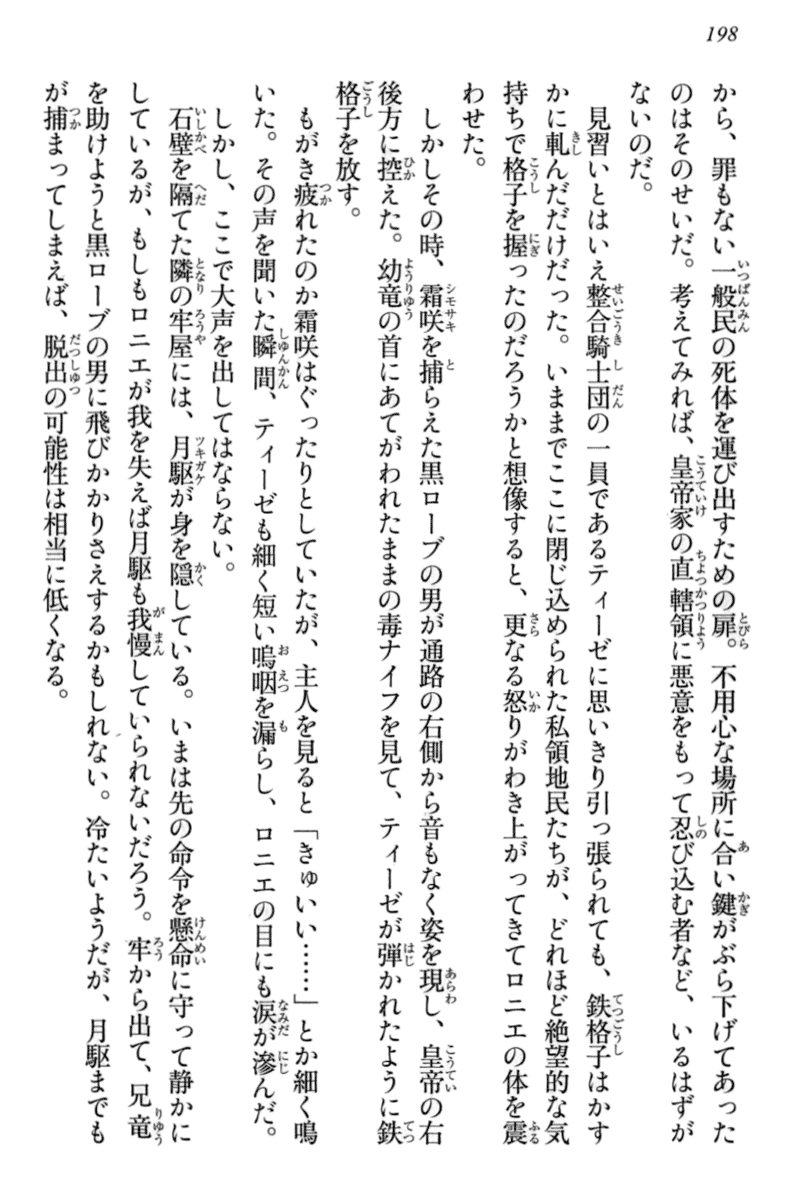 198
から、罪もない一般民の死体を運び出すための扉。不用心な場所に合い鍵がぶら下げてあった
のはそのせいだ。考えてみれば、皇帝家の直轄領に悪意をもって忍び込む者など、いるはずが
ないのだ。
見習いとはいえ整合騎士団の一員であるティーゼに思いきり引っ張られても、鉄格子はかす
かに軋んだだけだった。いままでここに閉じ込められた私領地民たちが、どれほど絶望的な気
持ちで格子を握ったのだろうかと想像すると、更なる怒りがわき上がってきてロニエの体を震
わせた。
しかしその時、霜咲を捕らえた黒ローブの男が通路の右側から音もなく姿を現し、皇帝の右
後方に控えた。幼竜の首にあてがわれたままの毒ナイフを見て、ティーゼが弾かれたように鉄
格子を放す。
もがき疲れたのか霜咲はぐったりとしていたが、主人を見ると「きゅいい……」とか細く鳴
いた。その声を聞いた瞬間、ティーゼも細く短い嗚咽を漏らし、ロニエの目にも涙が滲んだ。
しかし、ここで大声を出してはならない。
石壁を隔てた隣の牢屋には、月駆が身を隠している。いまは先の命令を懸命に守って静かに
しているが、もしもロニエが我を失えば月駆も我慢していられないだろう。牢から出て、兄竜
を助けようと黒ローブの男に飛びかかりさえするかもしれない。冷たいようだが、月駆までも
が捕まってしまえば、脱出の可能性は相当に低くなる。